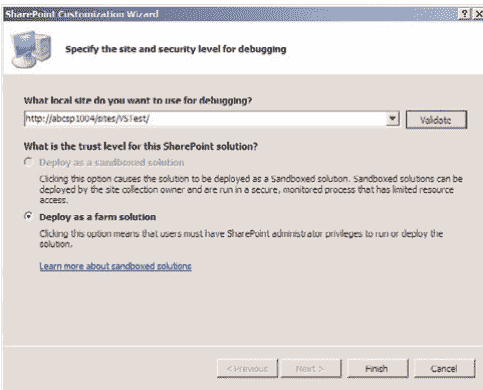 SharePoint Customization Wizard
Specify the site and security level for debugging
What local site do you want to use for debugging?
http://abcsp1004/sites/VSTest/
Validate
What is the trust level for this SharePoint solution?
Deploy as a sandboxed solution
Clicking this option causes the solution to be deployed as a Sandboxed solution. Sandboxed solutions can be
deployed by the site collection owner and are run in a secure, monitored process that has limited resource
access.
Deploy as a farm solution
Clicking this option means that users must have SharePoint administrator privileges to run or deploy the
solution.
Learn more about sandboxed solutions
< Previous
Next >
Finish
Cancel